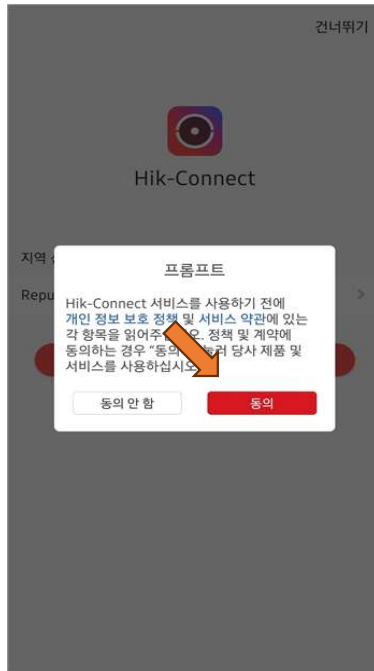 건너뛰기
Hik-Connect
지역
Repu
프롬프트
Hik-Connect 서비스를 사용하기 전에
개인 정보 보호 정책 및 서비스 약관에 있는
각 항목을 읽어주 오. 정책 및 계약에
동의하는 경우 "동의 눌러 당사 제품 및
서비스를 사용하십시오
동의 안 함
동의